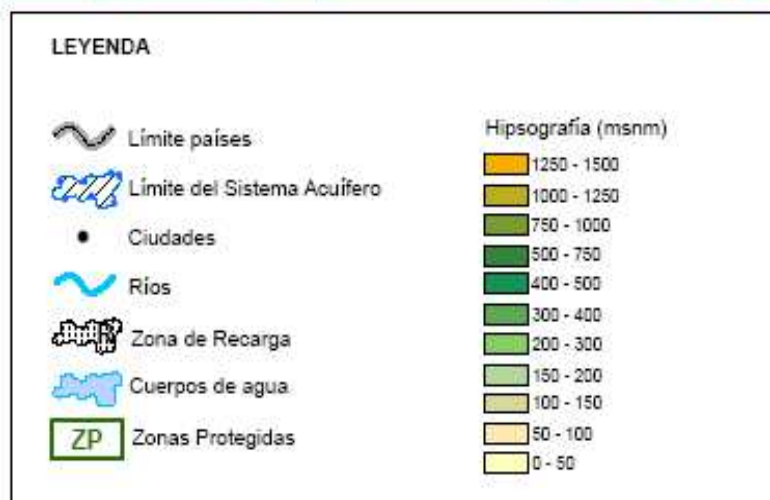 LEYENDA
Límite países
Límite del Sistema Acuífero
Ciudades
Ríos
Zona de Recarga
Cuerpos de agua
ZP Zonas Protegidas
Hipsografía (msnm)
1250 - 1500
1000 - 1250
750 - 1000
500 - 750
400 - 500
300 - 400
200 - 300
150 - 200
100 - 150
50 - 100
0 - 50